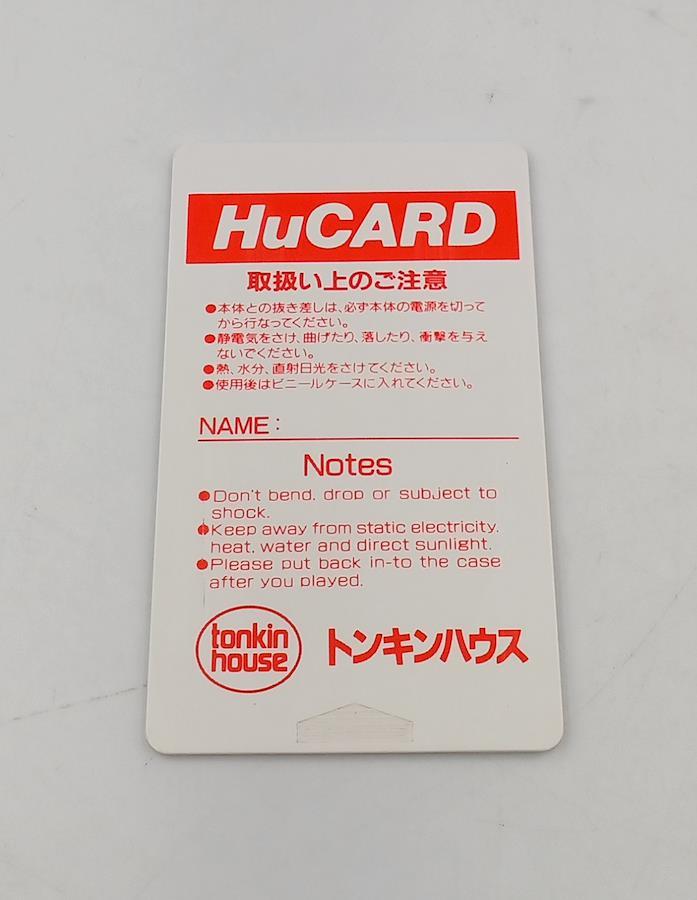 HuCARD
取扱い上のご注意
●本体との抜き差しは、必ず本体の電源を切って
から行なってください。
●静電気をさけ、曲げたり、落したり、衝撃を与え
ないでください。
●熱、水分、直射日光をさけてください。
●使用後はビニールケースに入れてください。
NAME:
Notes
●Don't bend. drop or subject to
shock.
●Keep away from static electricity.
heat, water and direct sunlight.
●Please put back in-to the case
after you played.
tonkin
house
トンキンハウス